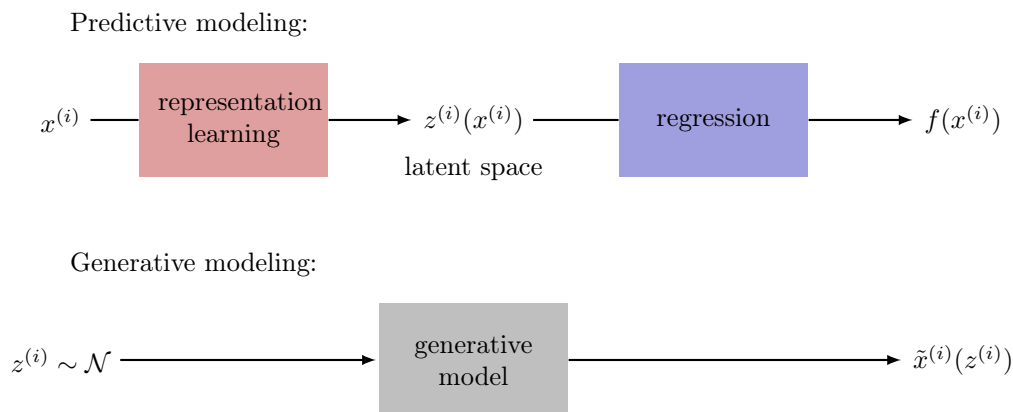 Predictive modeling:
x^{(i)}
representation
learning
z^{(i)}(x^{(i)})
latent space
regression
f(x^{(i)})
Generative modeling:
z^{(i)} ∼ 𝒩
generative
model
x̃^{(i)}(z^{(i)})